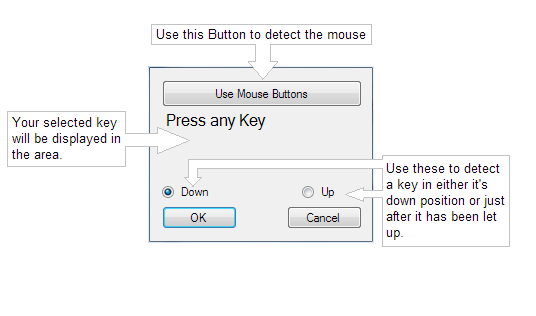 Use this Button to detect the mouse
Use Mouse Buttons
Press any Key
Your selected key
will be displayed in
the area.
Down
Up
Use these to detect
a key in either it's
down position or just
after it has been let
up.
OK
Cancel